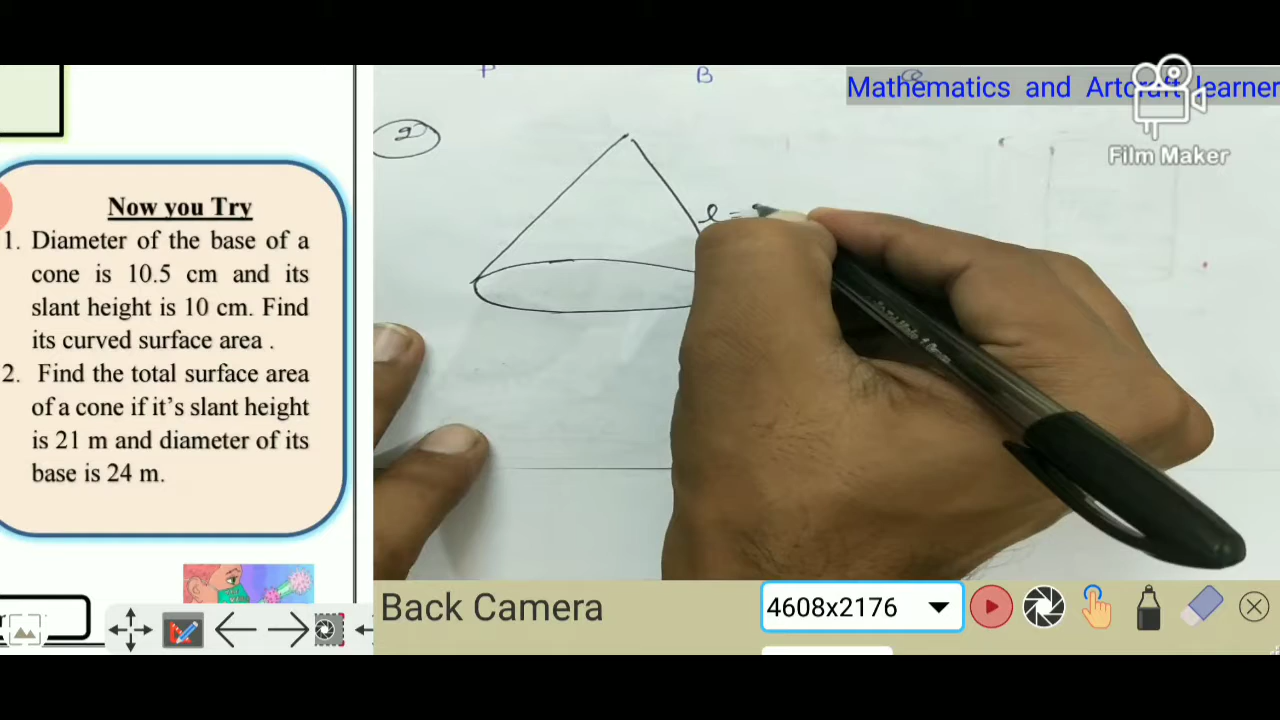 B
Mathematics and Artcraft learner
Film Maker
2
l =
Now you Try
1. Diameter of the base of a
cone is 10.5 cm and its
slant height is 10 cm. Find
its curved surface area .
2. Find the total surface area
of a cone if it’s slant height
is 21 m and diameter of its
base is 24 m.
Back Camera
4608x2176